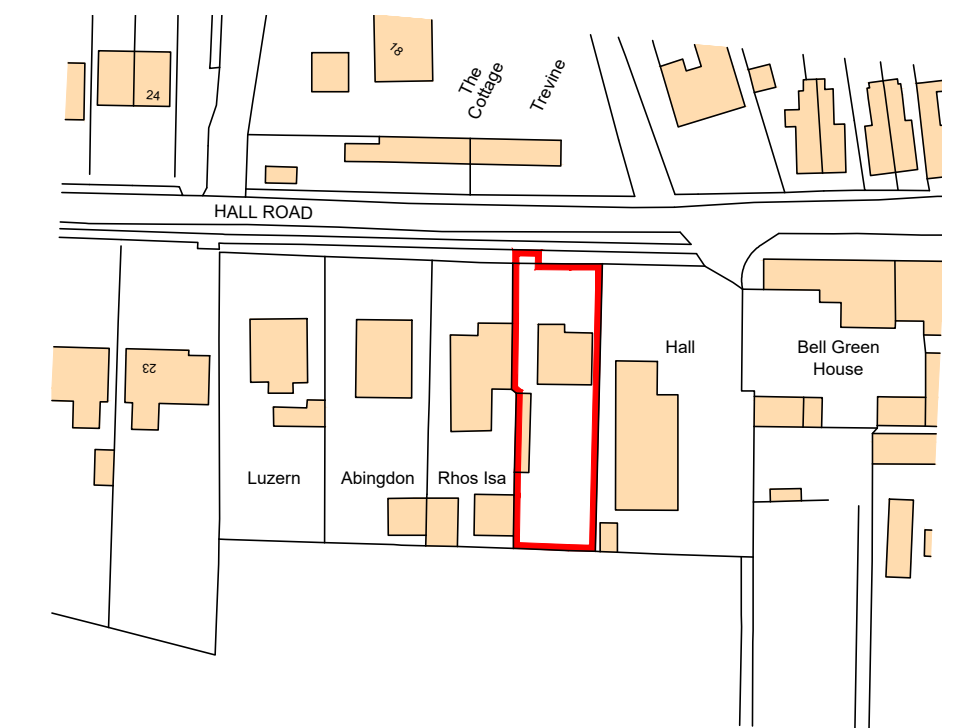 18
The
Cottage
Trevine
24
HALL ROAD
23
Hall
Bell Green
House
Luzern
Abingdon
Rhos Isa